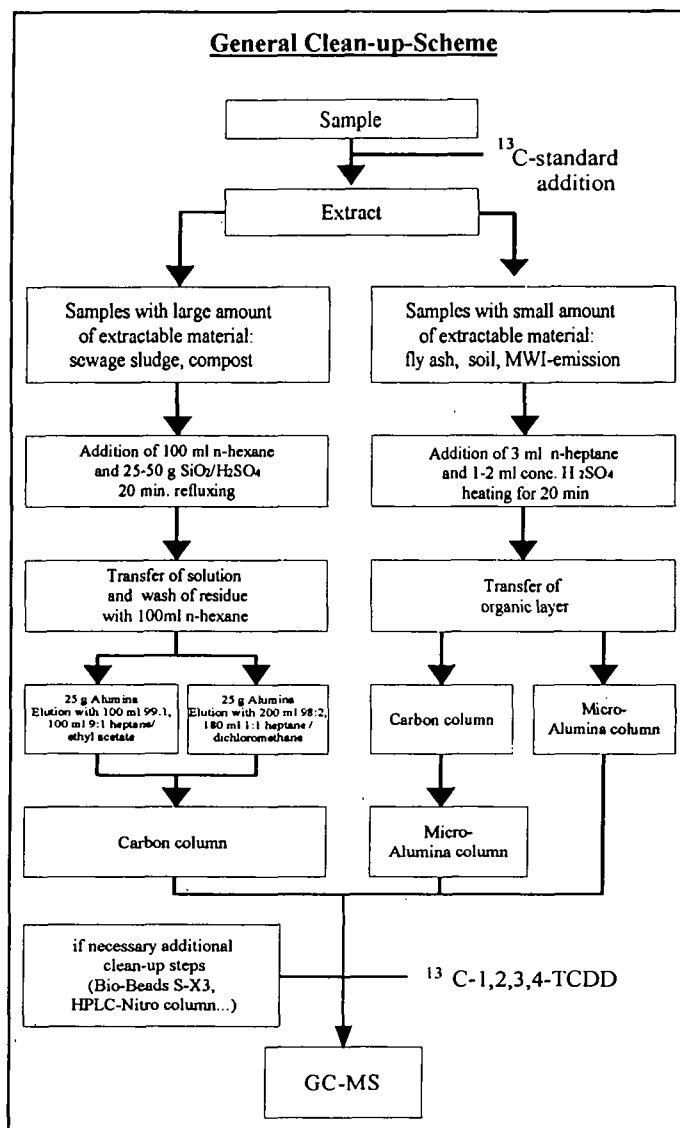 General Clean-up-Scheme
Sample
13C-standard
addition
Extract
Samples with large amount
of extractable material:
sewage sludge, compost
Samples with small amount
of extractable material:
fly ash, soil, MWI-emission
Addition of 100 ml n-hexane
and 25-50 g SiO2/H2SO4
20 min. refluxing
Addition of 3 ml n-heptane
and 1-2 ml conc. H2SO4
heating for 20 min
Transfer of solution
and wash of residue
with 100ml n-hexane
Transfer of
organic layer
25 g Alumina
Elution with 100 ml 99:1,
100 ml 9:1 heptane/
ethyl acetate
25 g Alumina
Elution with 200 ml 98:2,
180 ml 1:1 heptane /
dichloromethane
Carbon column
Micro-
Alumina column
Carbon column
Micro-
Alumina column
if necessary additional
clean-up steps
(Bio-Beads S-X3,
HPLC-Nitro column...)
13 C-1,2,3,4-TCDD
GC-MS